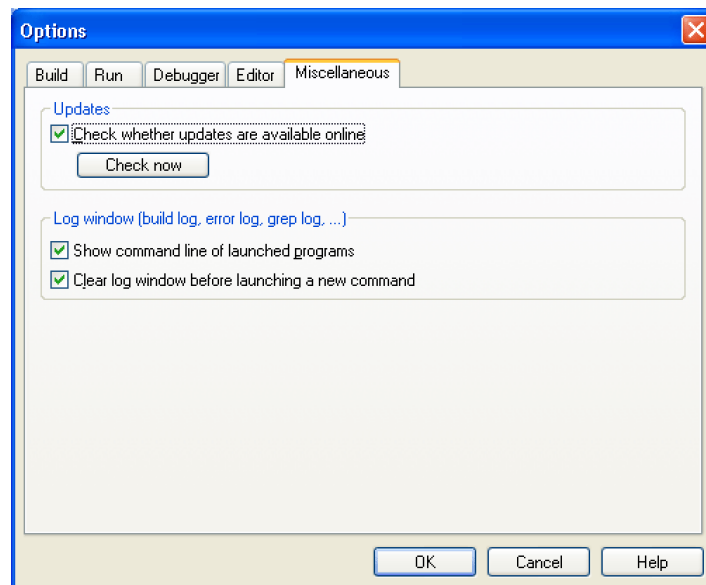 Options
Build Run Debugger Editor Miscellaneous
Updates
Check whether updates are available online
Check now
Log window (build log, error log, grep log, ...)
Show command line of launched programs
Clear log window before launching a new command
OK Cancel Help